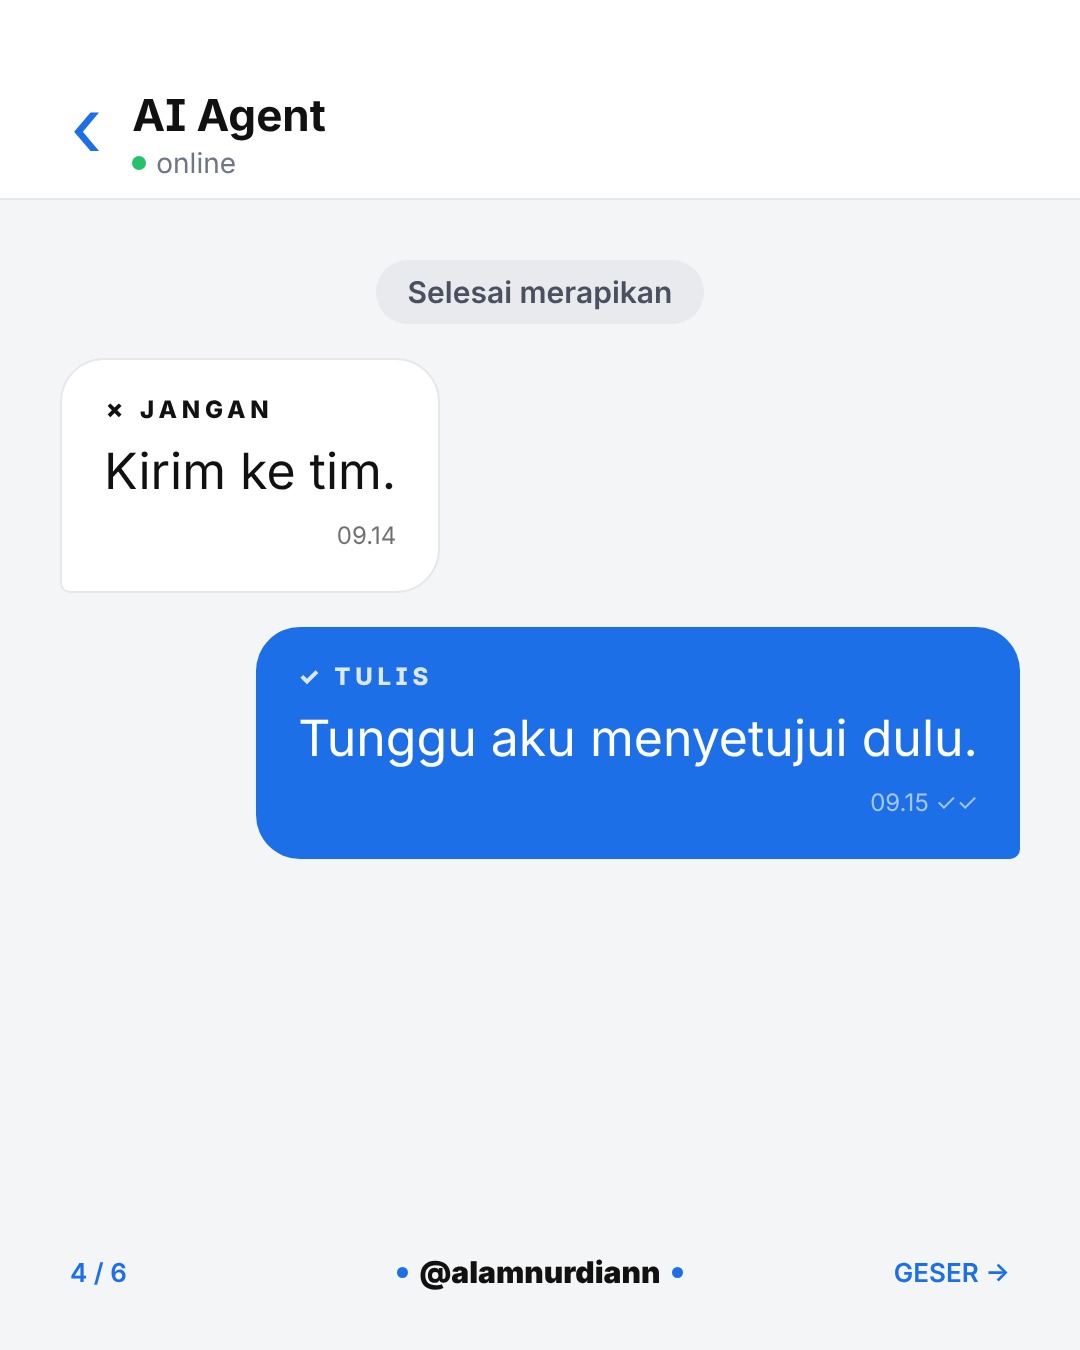 AI Agent
online
Selesai merapikan
× JANGAN
Kirim ke tim.
09.14
✓ TULIS
Tunggu aku menyetujui dulu.
09.15 ✓✓
4 / 6
• @alamnurdiann •
GESER →